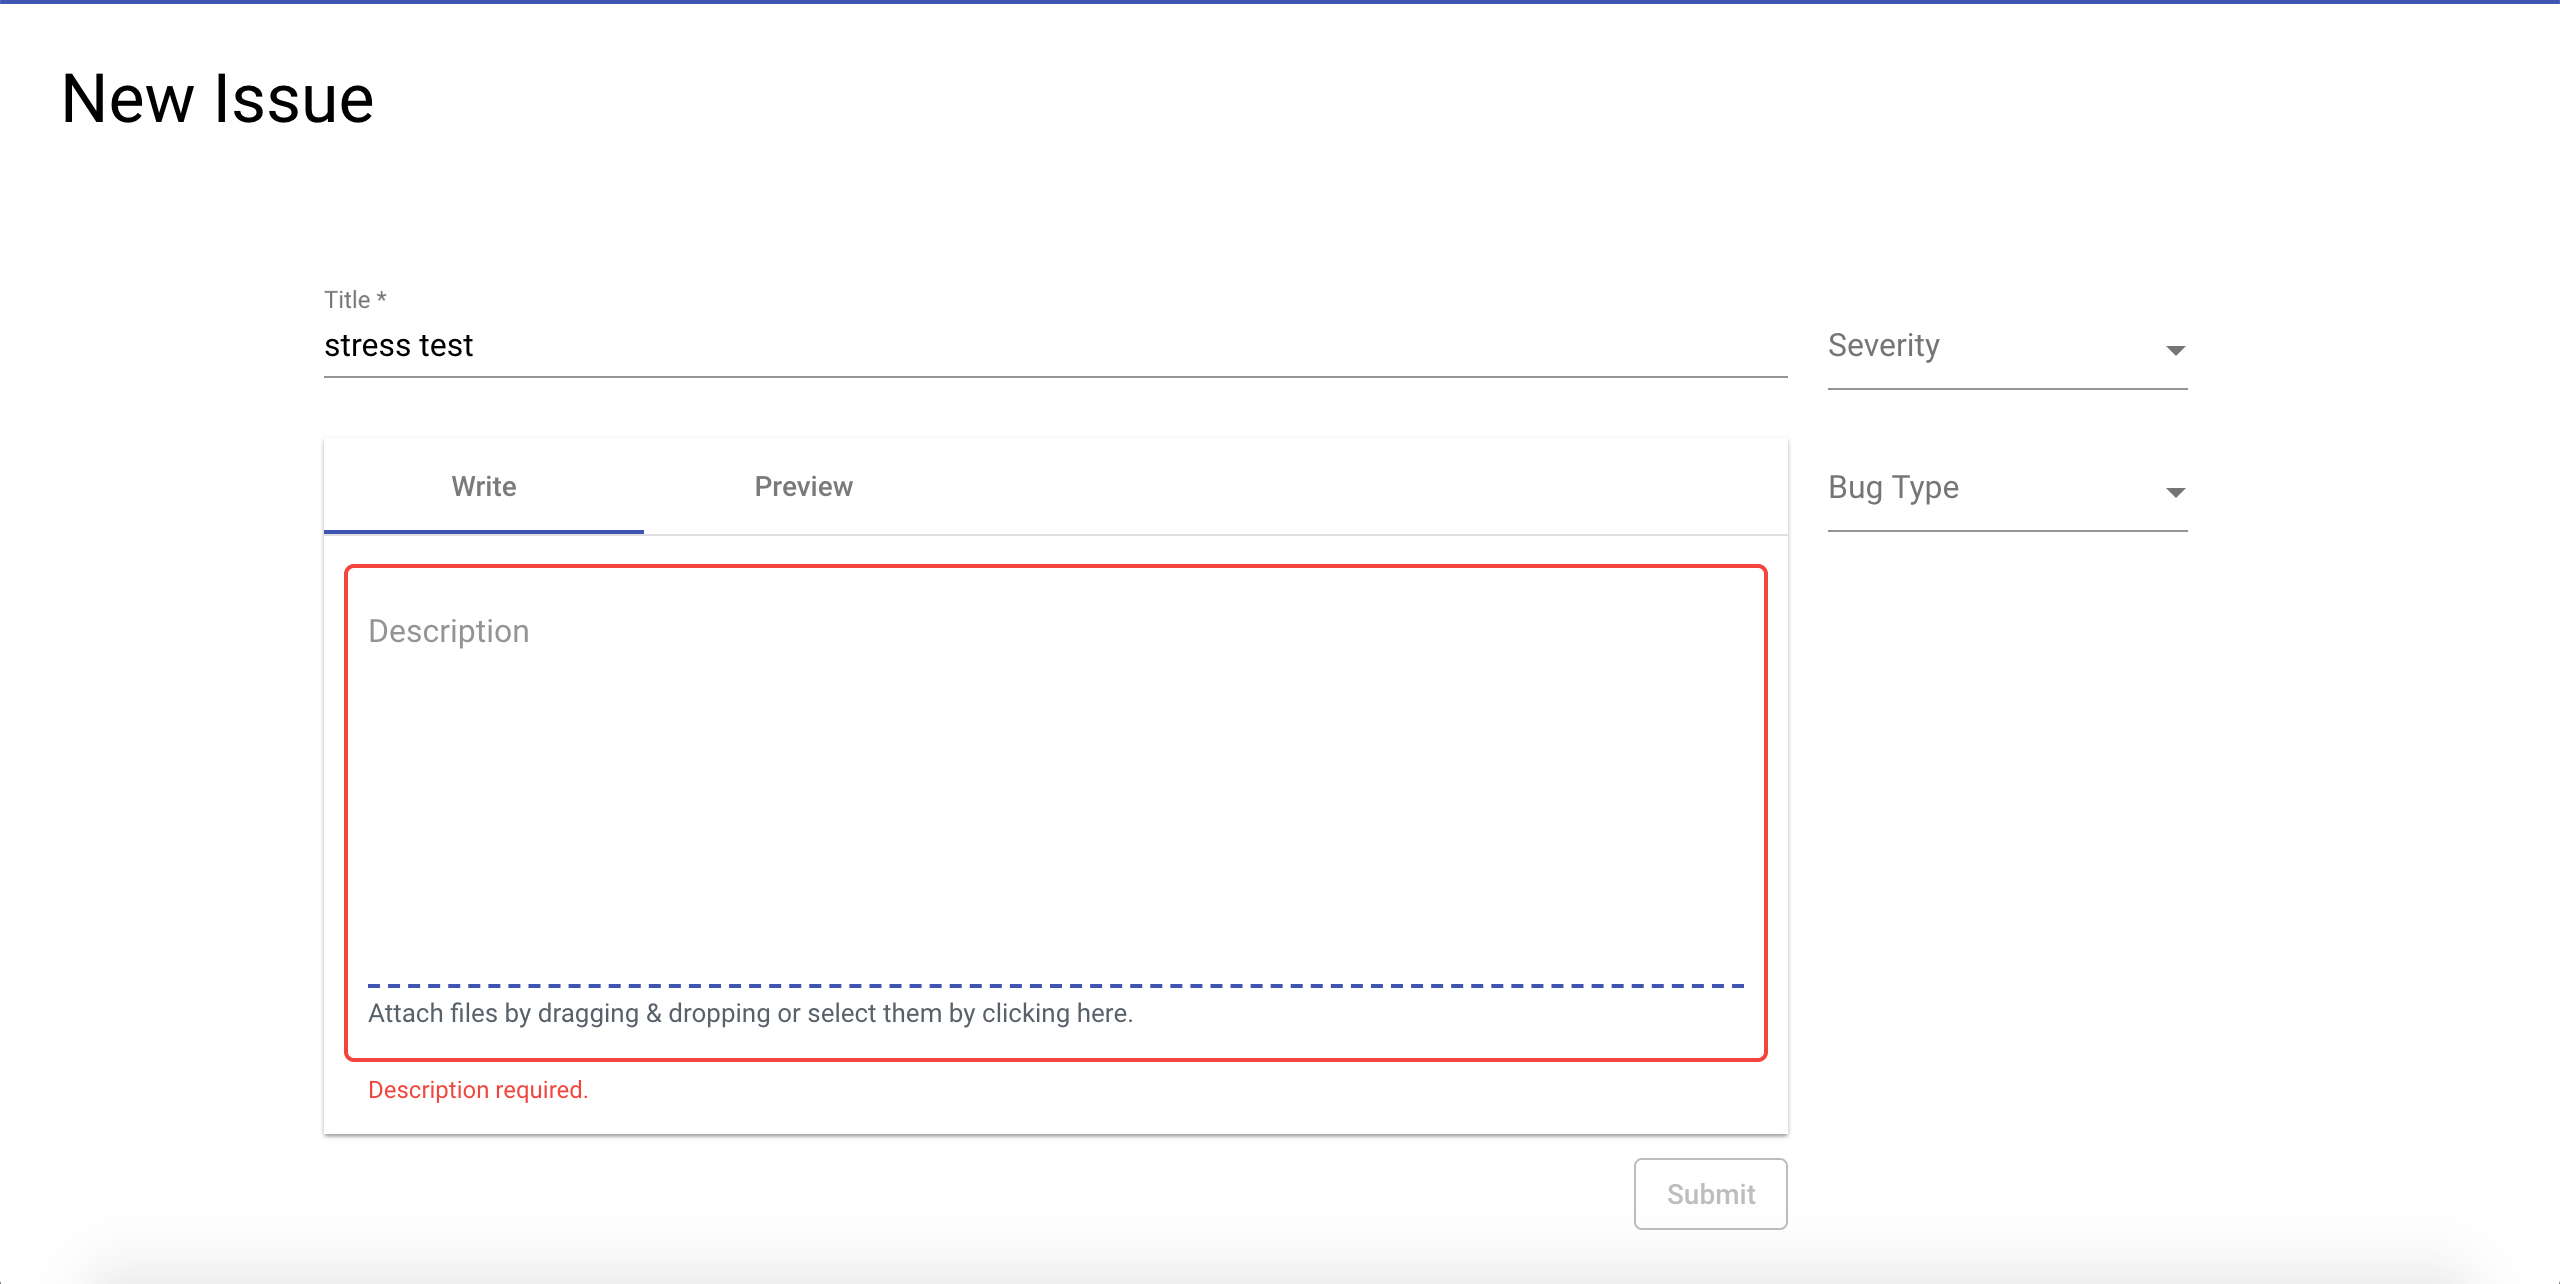 New Issue
Title *
stress test
Severity
Write
Preview
Bug Type
Description
Attach files by dragging & dropping or select them by clicking here.
Description required.
Submit